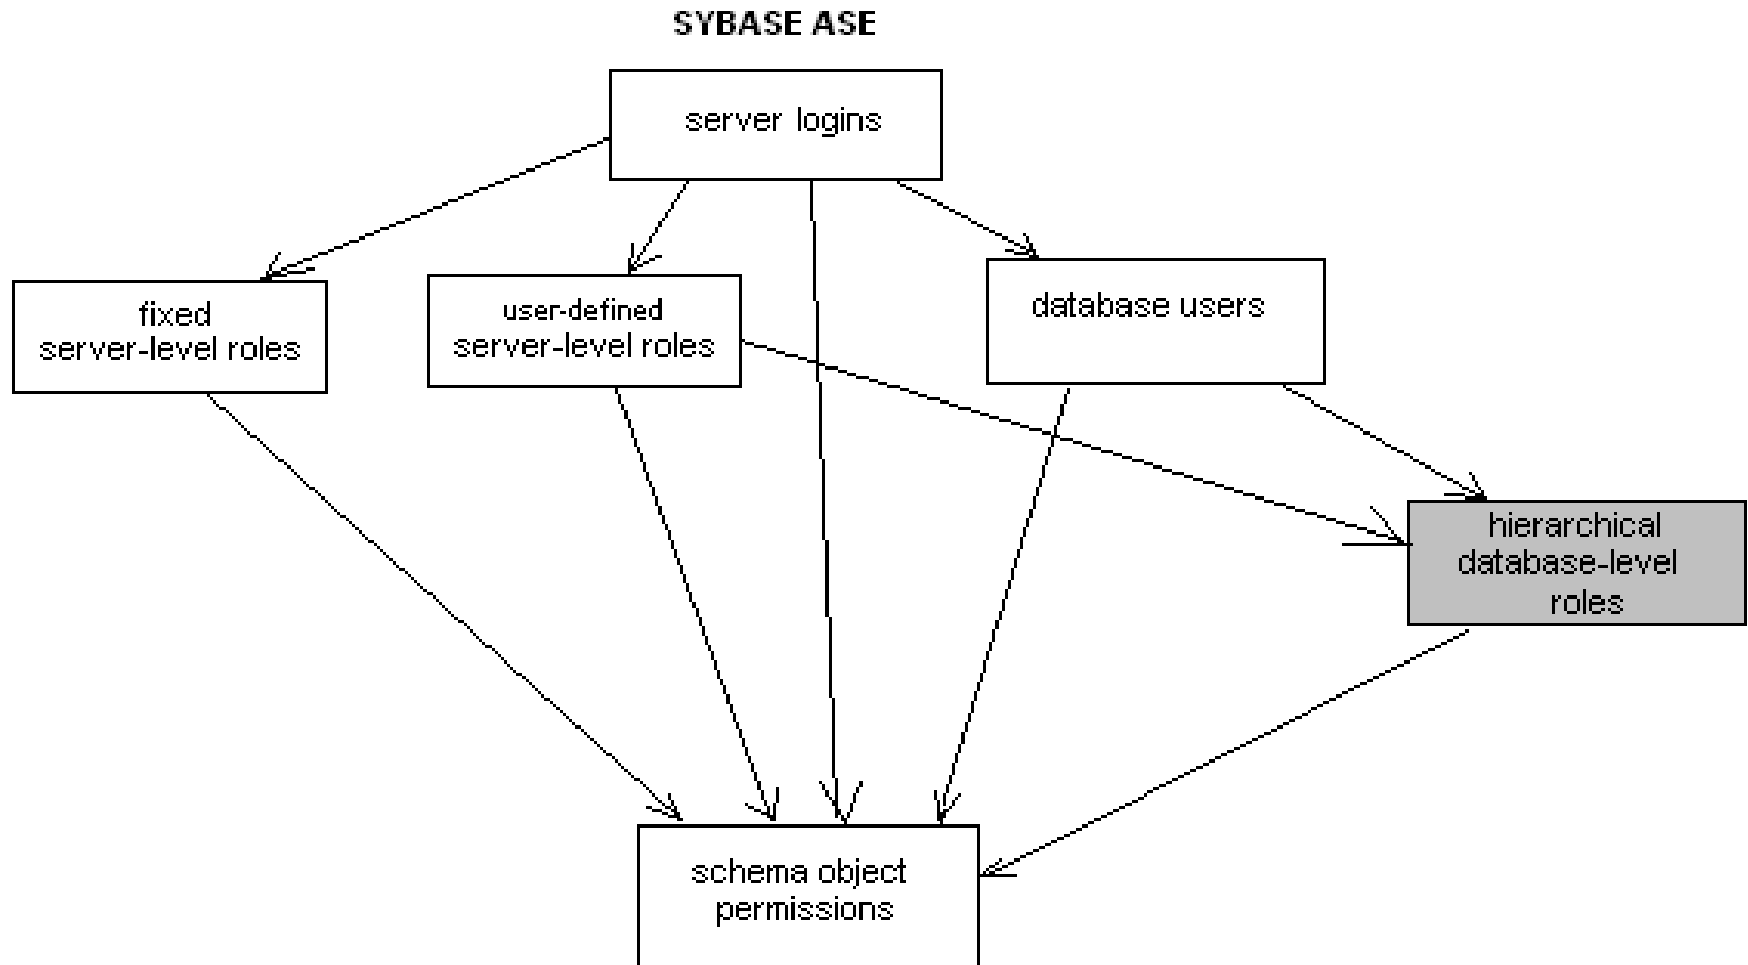 SYBASE ASE
server logins
fixed
server-level roles
user-defined
server-level roles
database users
hierarchical
database-level
roles
schema object
permissions